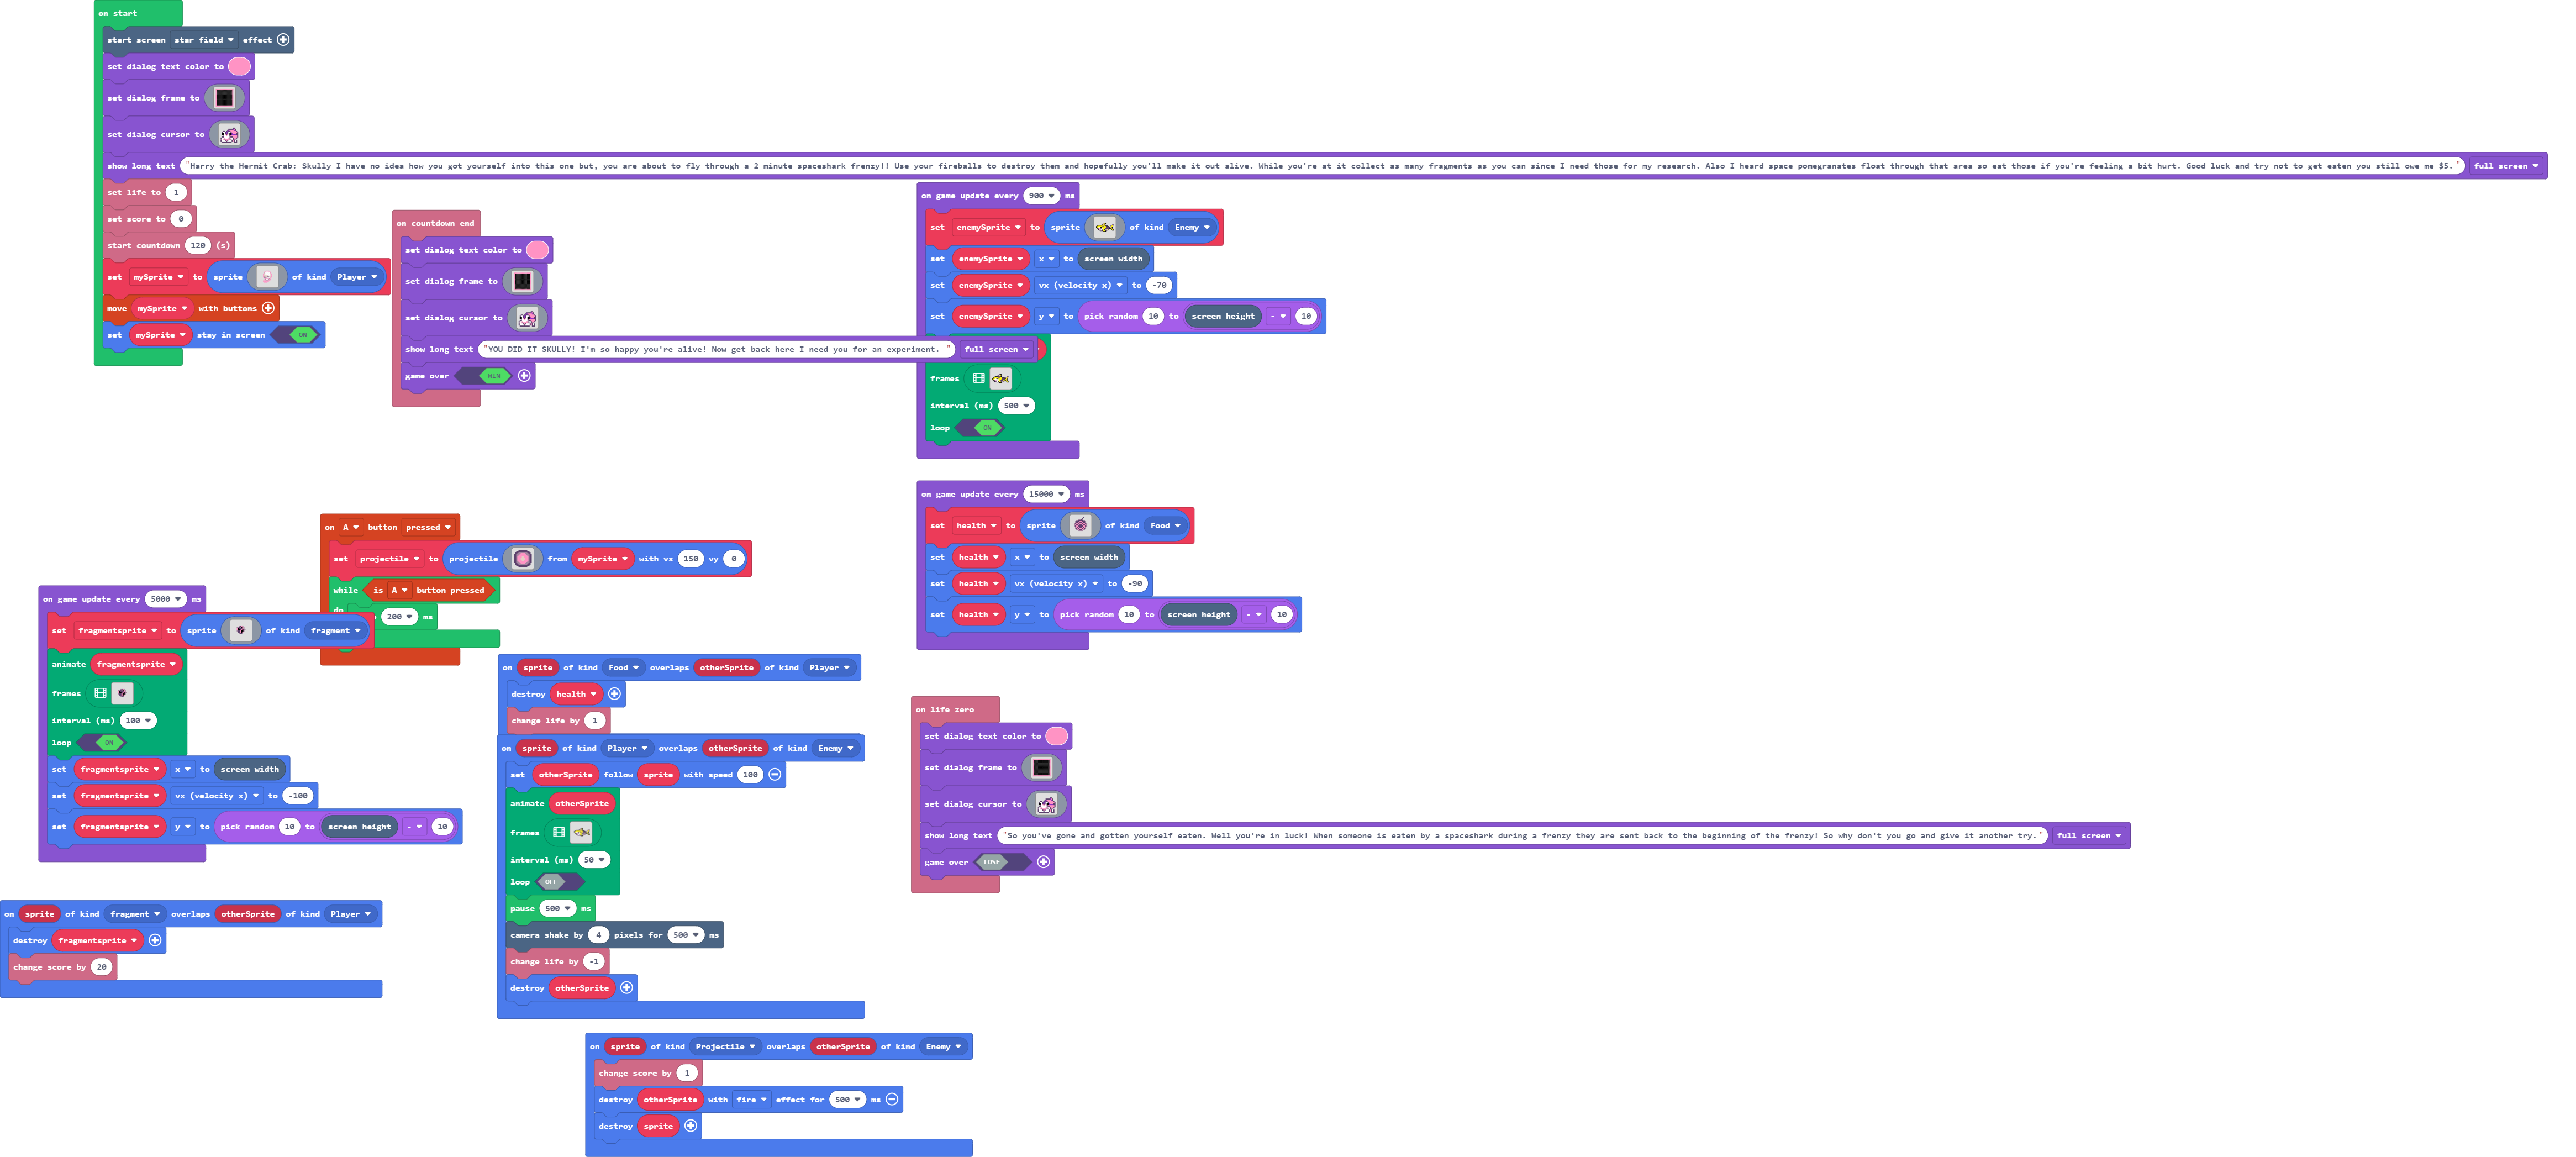 on start
start screen star field effect
set dialog text color to
set dialog frame to
set dialog cursor to
show long text "Harry the Hermit Crab: Skully I have no idea how you got yourself into this one but, you are about to fly through a 2 minute spaceshark frenzy!! Use your fireballs to destroy them and hopefully you'll make it out alive. While you're at it collect as many fragments as you can since I need those for my research. Also I heard space pomegranates float through that area so eat those if you're feeling a bit hurt. Good luck and try not to get eaten you still owe me $5." full screen
set life to 1
set score to 0
start countdown 120 (s)
set mySprite to sprite of kind Player
move mySprite with buttons
set mySprite stay in screen ON
on countdown end
set dialog text color to
set dialog frame to
set dialog cursor to
show long text "YOU DID IT SKULLY! I'm so happy you're alive! Now get back here I need you for an experiment. " full screen
game over WIN
on game update every 900 ms
set enemySprite to sprite of kind Enemy
set enemySprite x to screen width
set enemySprite vx (velocity x) to -70
set enemySprite y to pick random 10 to screen height - 10
frames
interval (ms) 500
loop ON
on game update every 15000 ms
set health to sprite of kind Food
set health x to screen width
set health vx (velocity x) to -90
set health y to pick random 10 to screen height - 10
on A button pressed
set projectile to projectile from mySprite with vx 150 vy 0
while is A button pressed
do
200 ms
on game update every 5000 ms
set fragmentsprite to sprite of kind fragment
animate fragmentsprite
frames
interval (ms) 100
loop ON
set fragmentsprite x to screen width
set fragmentsprite vx (velocity x) to -100
set fragmentsprite y to pick random 10 to screen height - 10
on sprite of kind Food overlaps otherSprite of kind Player
destroy health
change life by 1
on sprite of kind Player overlaps otherSprite of kind Enemy
set otherSprite follow sprite with speed 100
animate otherSprite
frames
interval (ms) 50
loop OFF
pause 500 ms
camera shake by 4 pixels for 500 ms
change life by -1
destroy otherSprite
on life zero
set dialog text color to
set dialog frame to
set dialog cursor to
show long text "So you've gone and gotten yourself eaten. Well you're in luck! When someone is eaten by a spaceshark during a frenzy they are sent back to the beginning of the frenzy! So why don't you go and give it another try." full screen
game over LOSE
on sprite of kind fragment overlaps otherSprite of kind Player
destroy fragmentsprite
change score by 20
on sprite of kind Projectile overlaps otherSprite of kind Enemy
change score by 1
destroy otherSprite with fire effect for 500 ms
destroy sprite